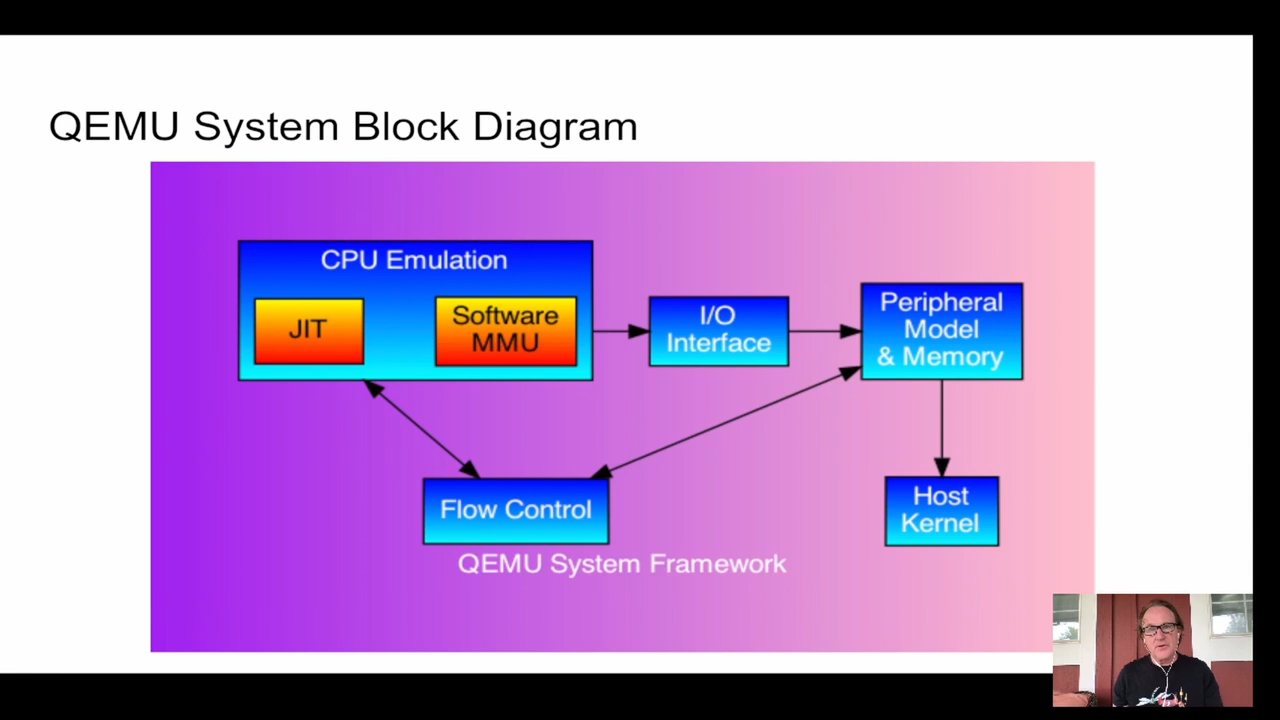 QEMU System Block Diagram
CPU Emulation
JIT
Software
MMU
I/O
Interface
Peripheral
Model
& Memory
Flow Control
Host
Kernel
QEMU System Framework